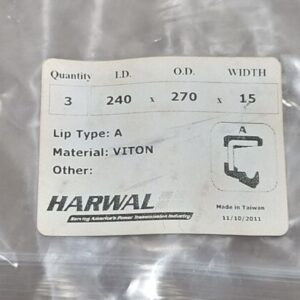 Quantity I.D. O.D. WIDTH
3 240 x 270 x 15
Lip Type: A
Material: VITON
Other:
A
HARWAL
Serving America's Power Transmission Industry
Made in Taiwan
11/10/2011